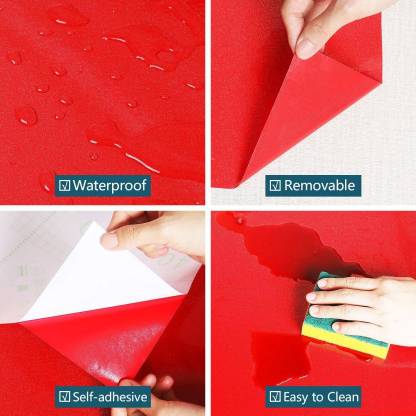 ☑ Waterproof
☑ Removable
☑ Self-adhesive
☑ Easy to Clean